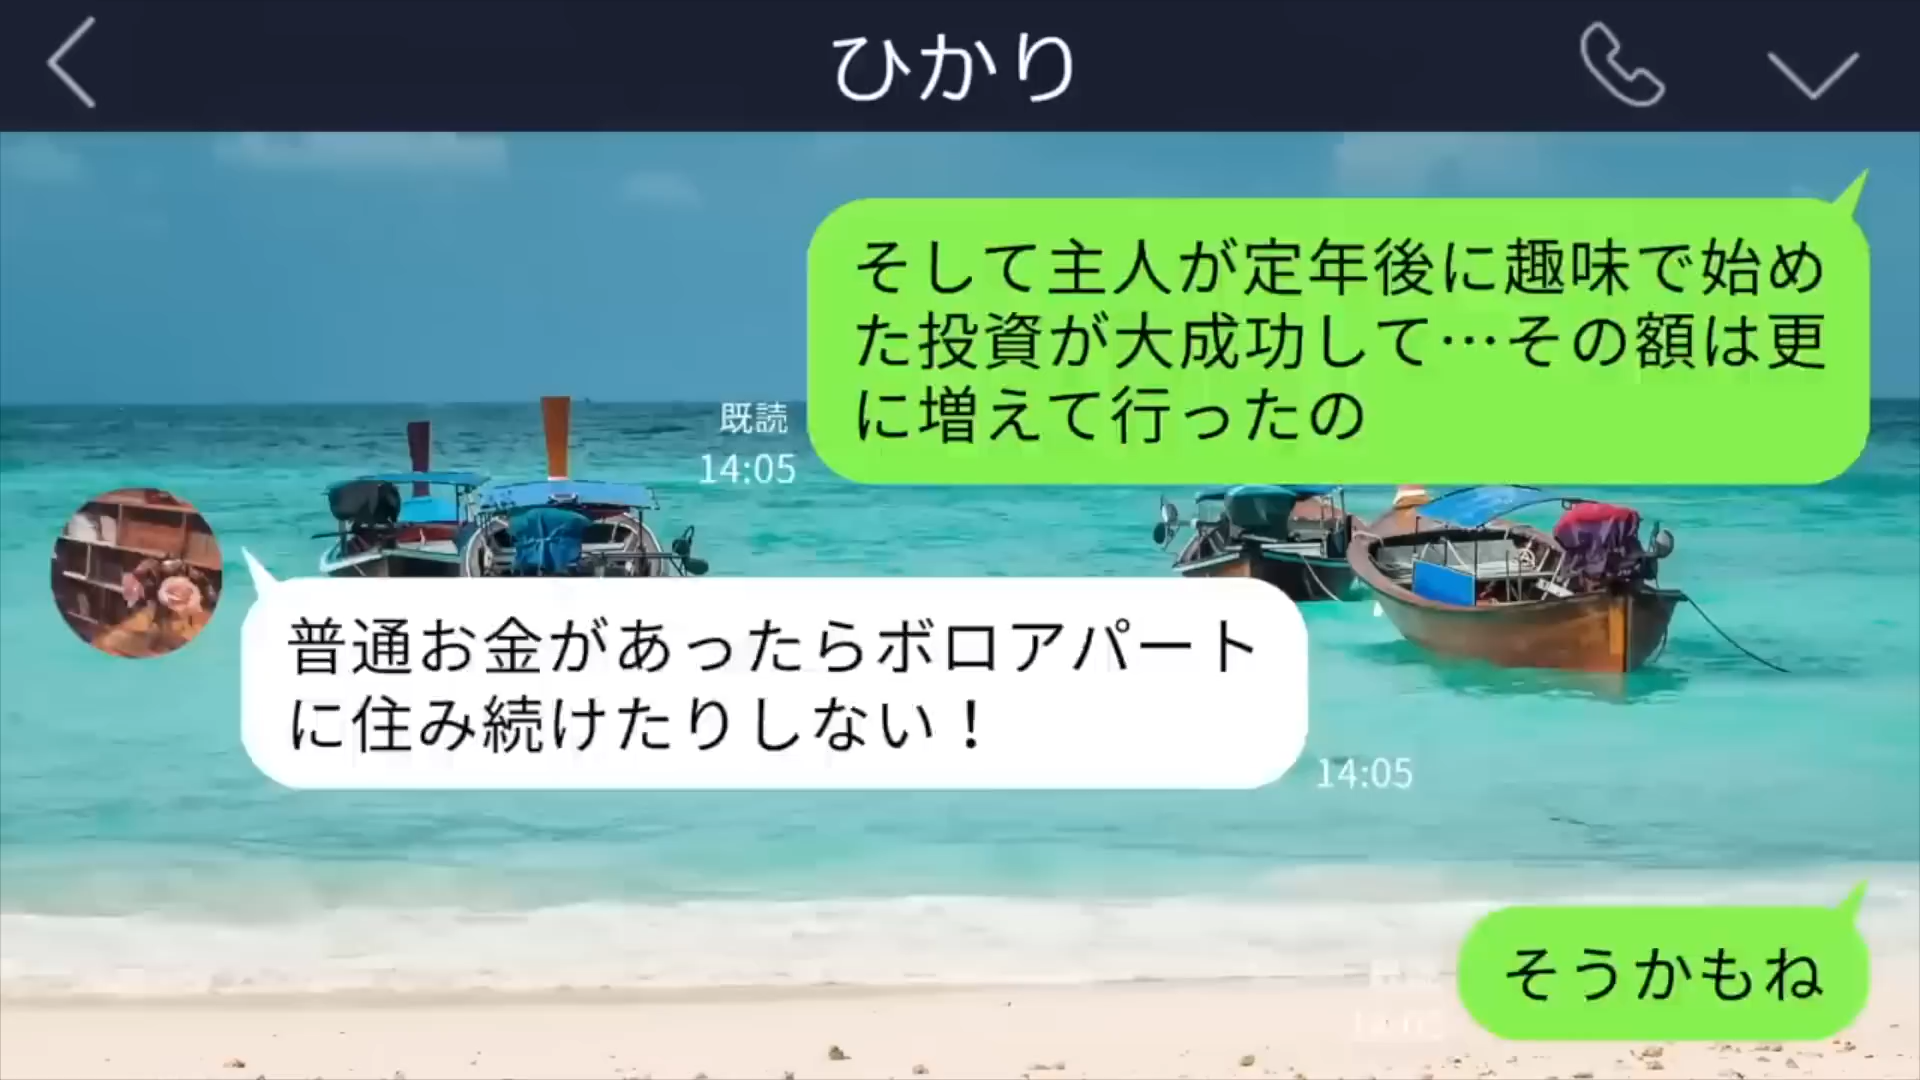 ひかり
そして主人が定年後に趣味で始め
た投資が大成功して…その額は更
に増えて行ったの
既読
14:05
普通お金があったらボロアパート
に住み続けたりしない！
14:05
そうかもね